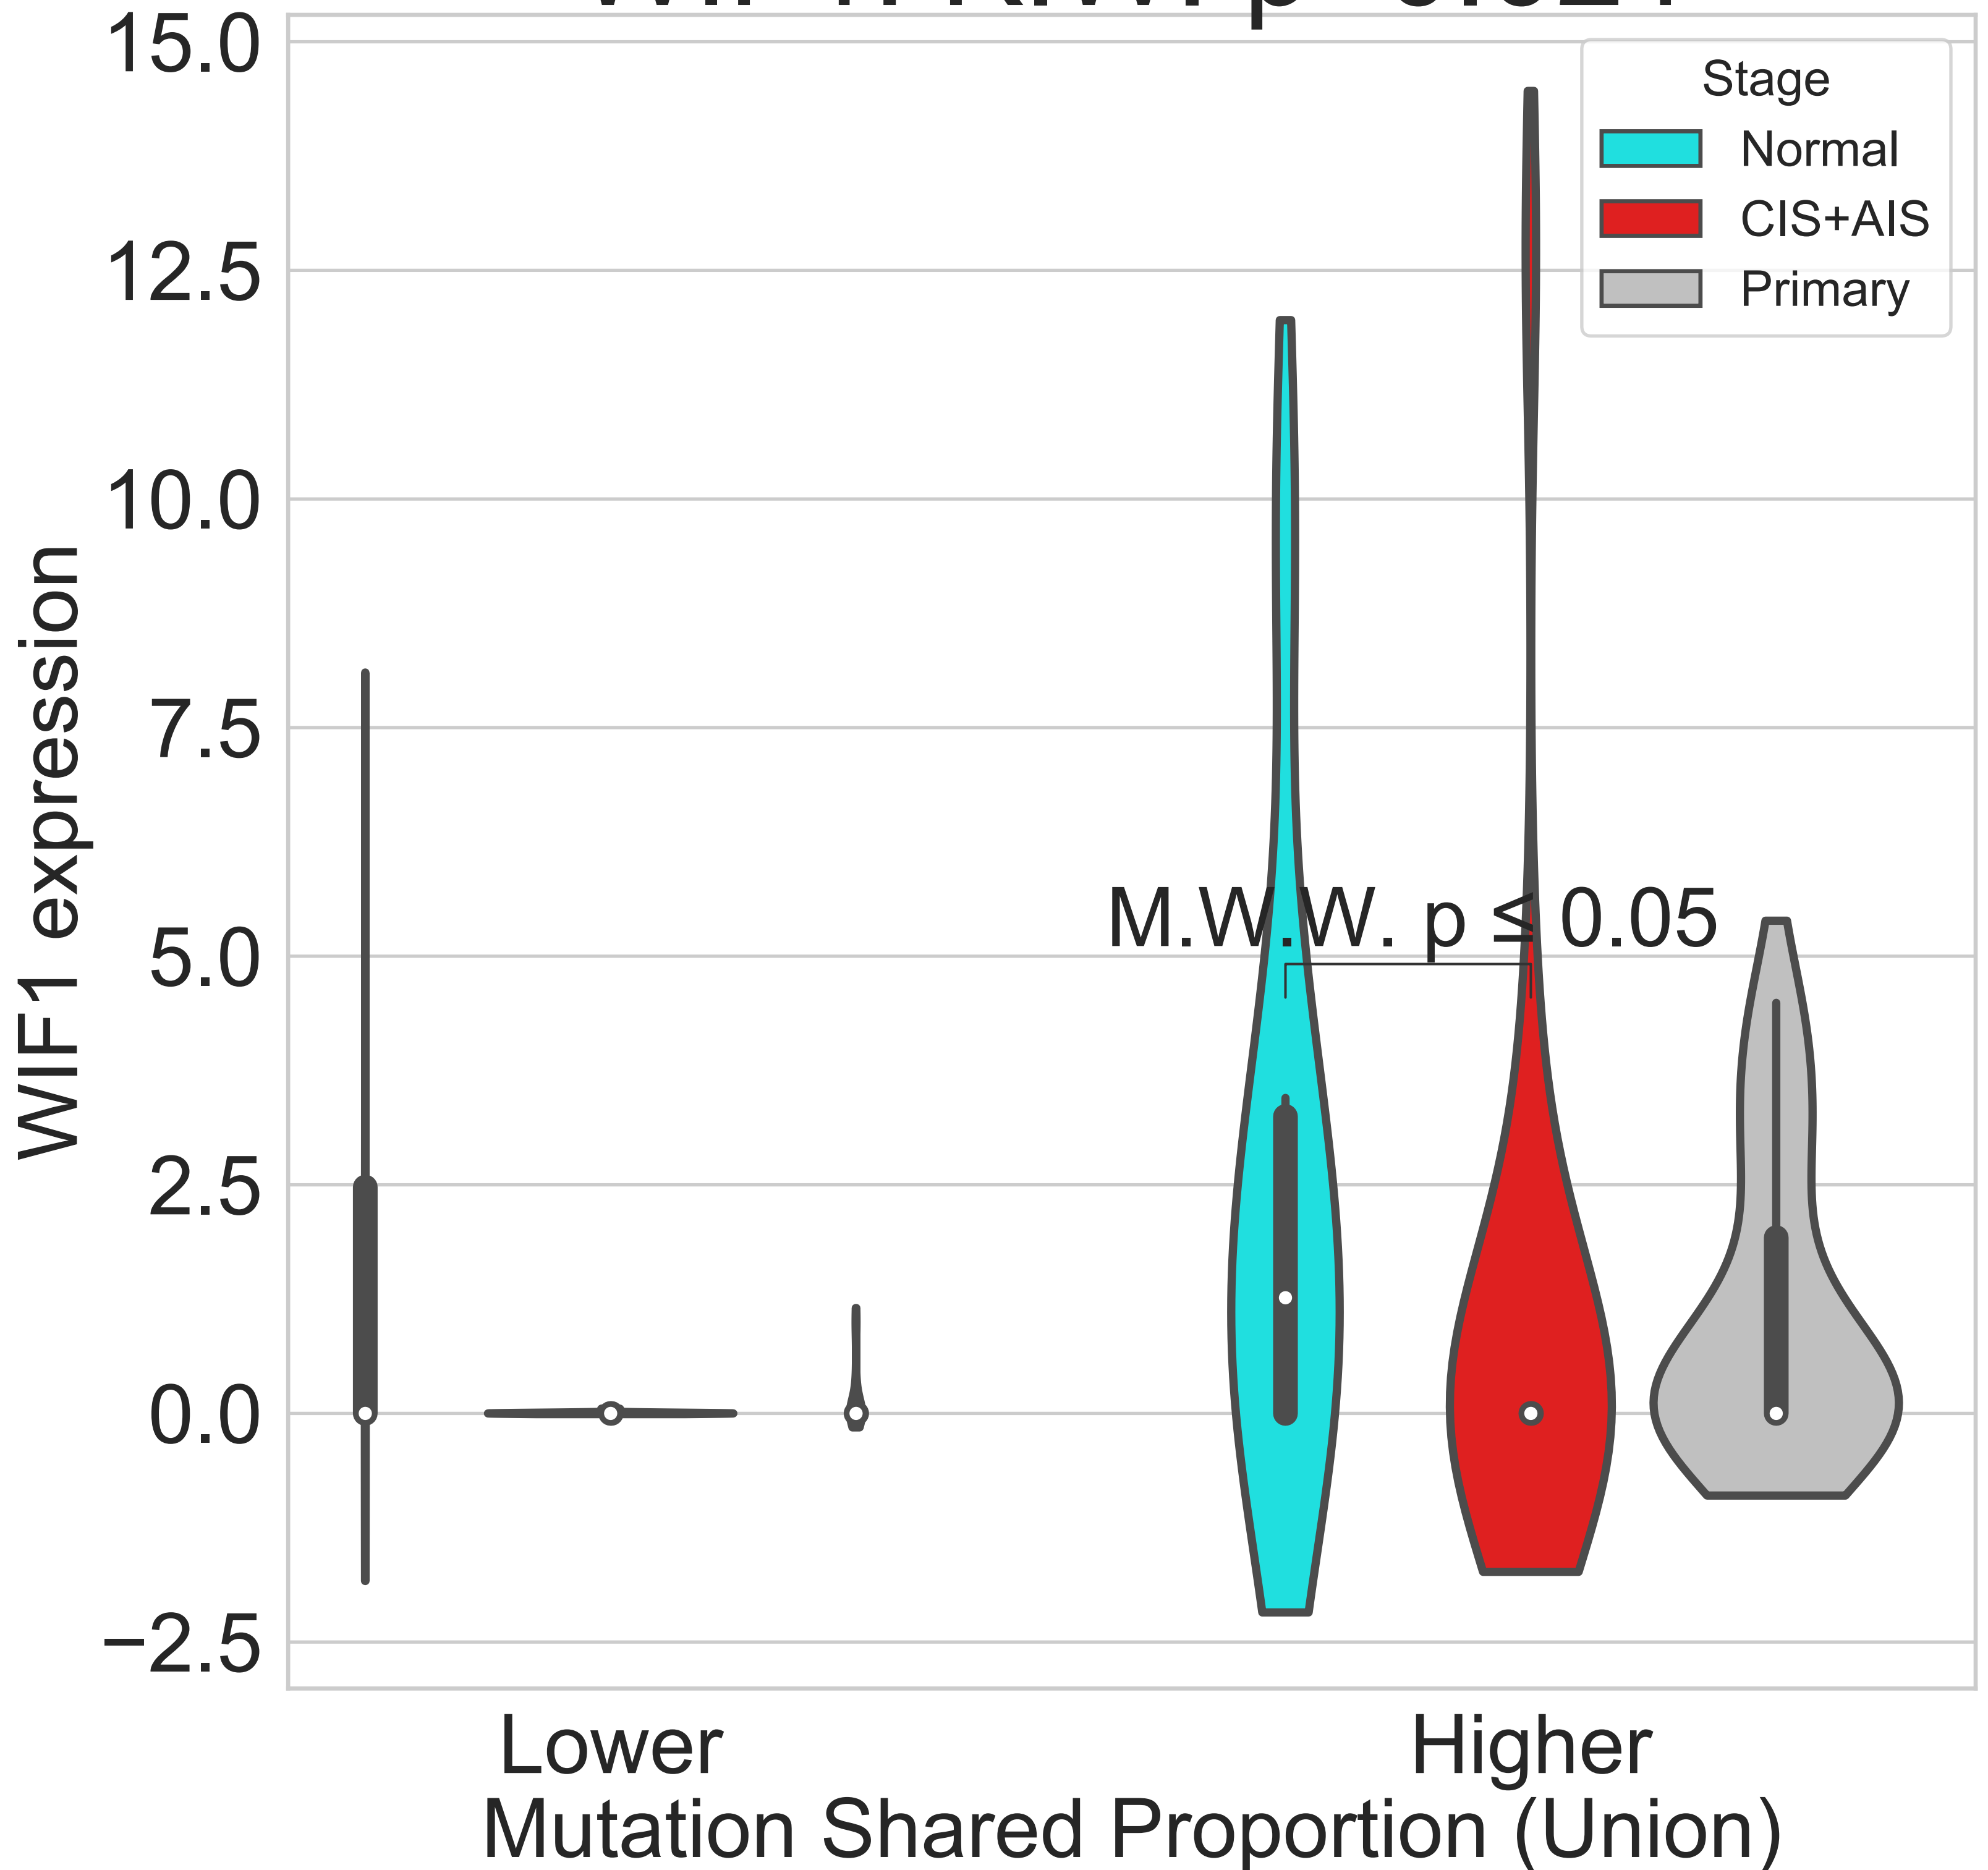 15.0
12.5
10.0
7.5
5.0
2.5
0.0
−2.5
WIF1 expression
Stage
Normal
CIS+AIS
Primary
M.W.W. p ≤ 0.05
Lower
Higher
Mutation Shared Proportion (Union)